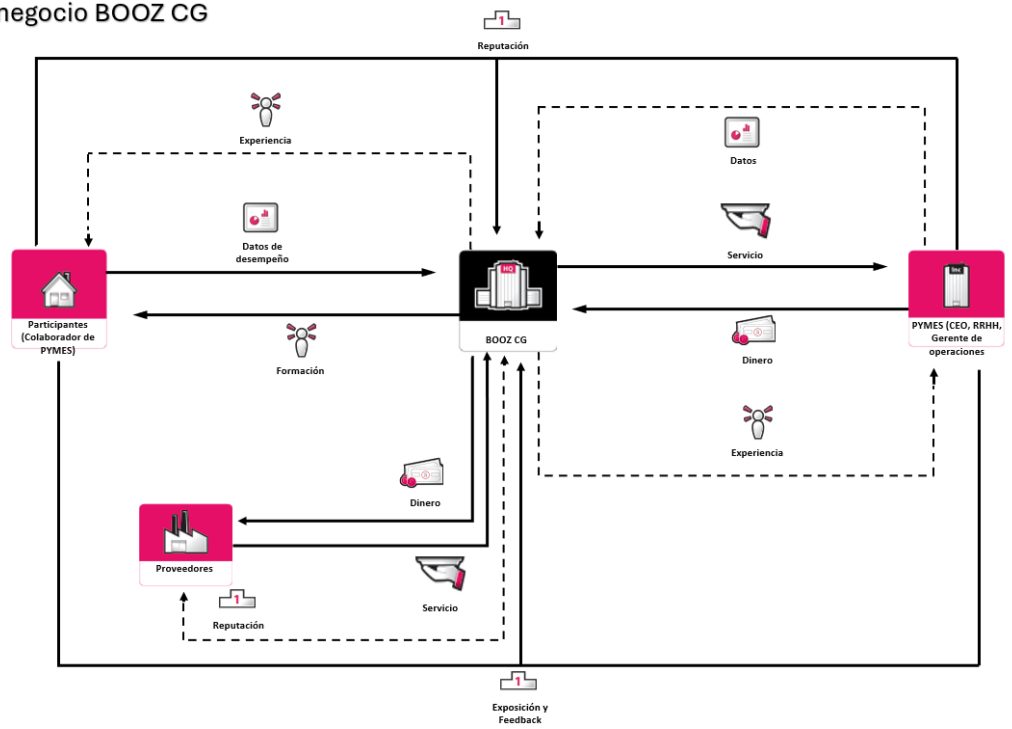 negocio BOOZ CG
1
Reputación
Experiencia
Datos
Datos de
desempeño
Servicio
HQ
Inc
Participantes
(Colaborador de
PYMES)
BOOZ CG
PYMES (CEO, RRHH,
Gerente de
operaciones
Formación
$
Dinero
Experiencia
$
Dinero
Proveedores
Servicio
1
Reputación
1
Exposición y
Feedback